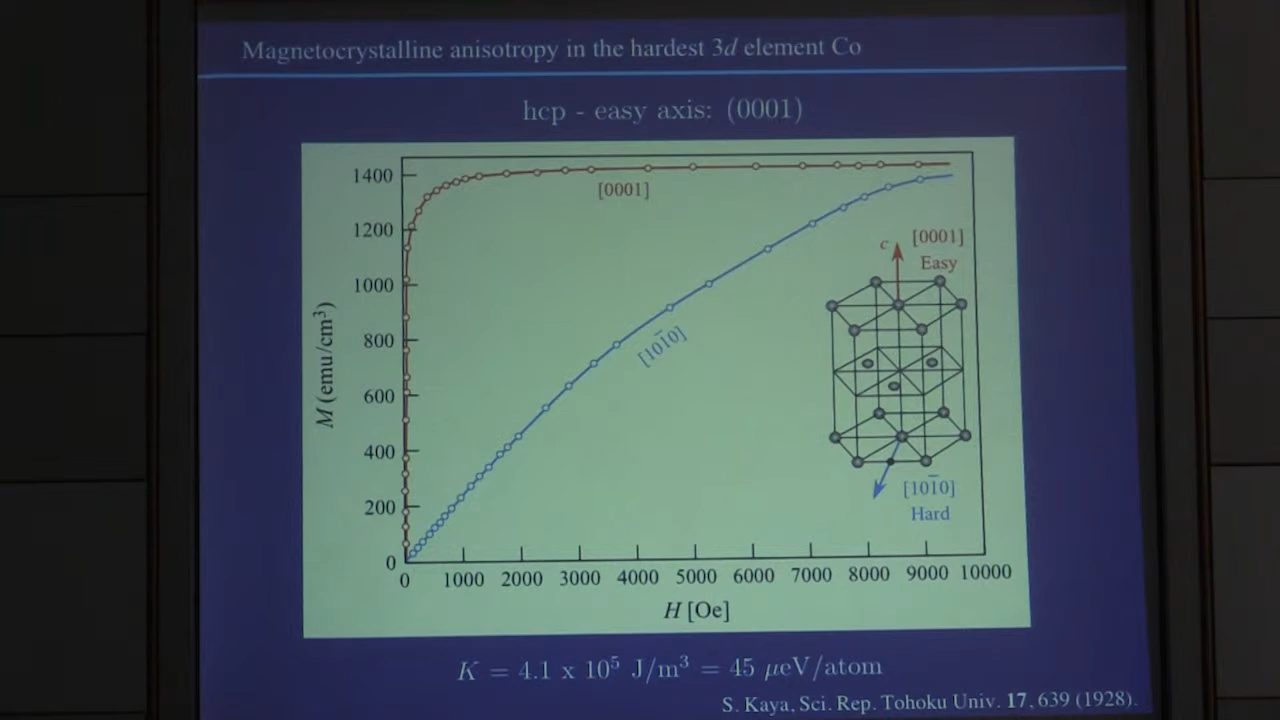 Magnetocrystalline anisotropy in the hardest 3d element Co
hcp - easy axis: (0001)
1400
1200
1000
800
600
400
200
0
M (emu/cm³)
[0001]
[101̄0]
c
[0001]
Easy
[101̄0]
Hard
0 1000 2000 3000 4000 5000 6000 7000 8000 9000 10000
H [Oe]
K = 4.1 x 10⁵ J/m³ = 45 μeV/atom
S. Kaya, Sci. Rep. Tohoku Univ. 17, 639 (1928).